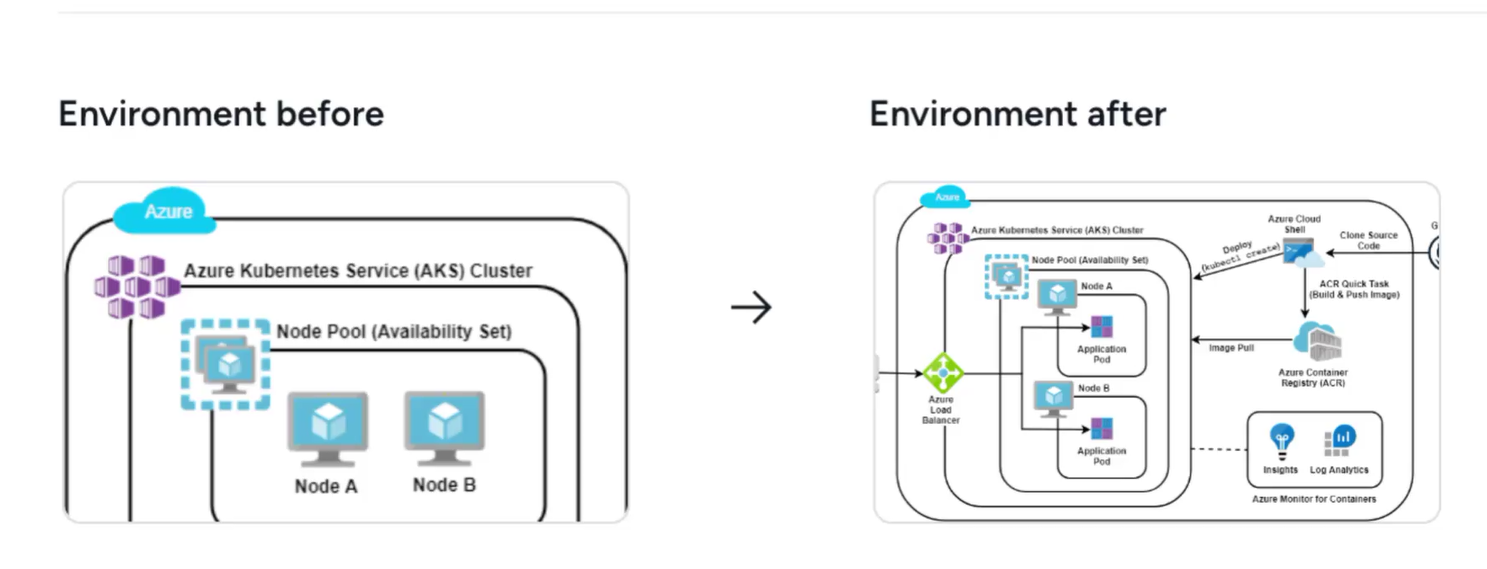 Environment before
Azure
Azure Kubernetes Service (AKS) Cluster
Node Pool (Availability Set)
Node A
Node B
Environment after
Azure
Azure Kubernetes Service (AKS) Cluster
Node Pool (Availability Set)
Node A
Application
Pod
Node B
Application
Pod
Azure
Load
Balancer
Azure Cloud
Shell
Deploy
(kubectl create)
Clone Source
Code
G
ACR Quick Task
(Build & Push Image)
Image Pull
Azure Container
Registry (ACR)
Insights
Log Analytics
Azure Monitor for Containers